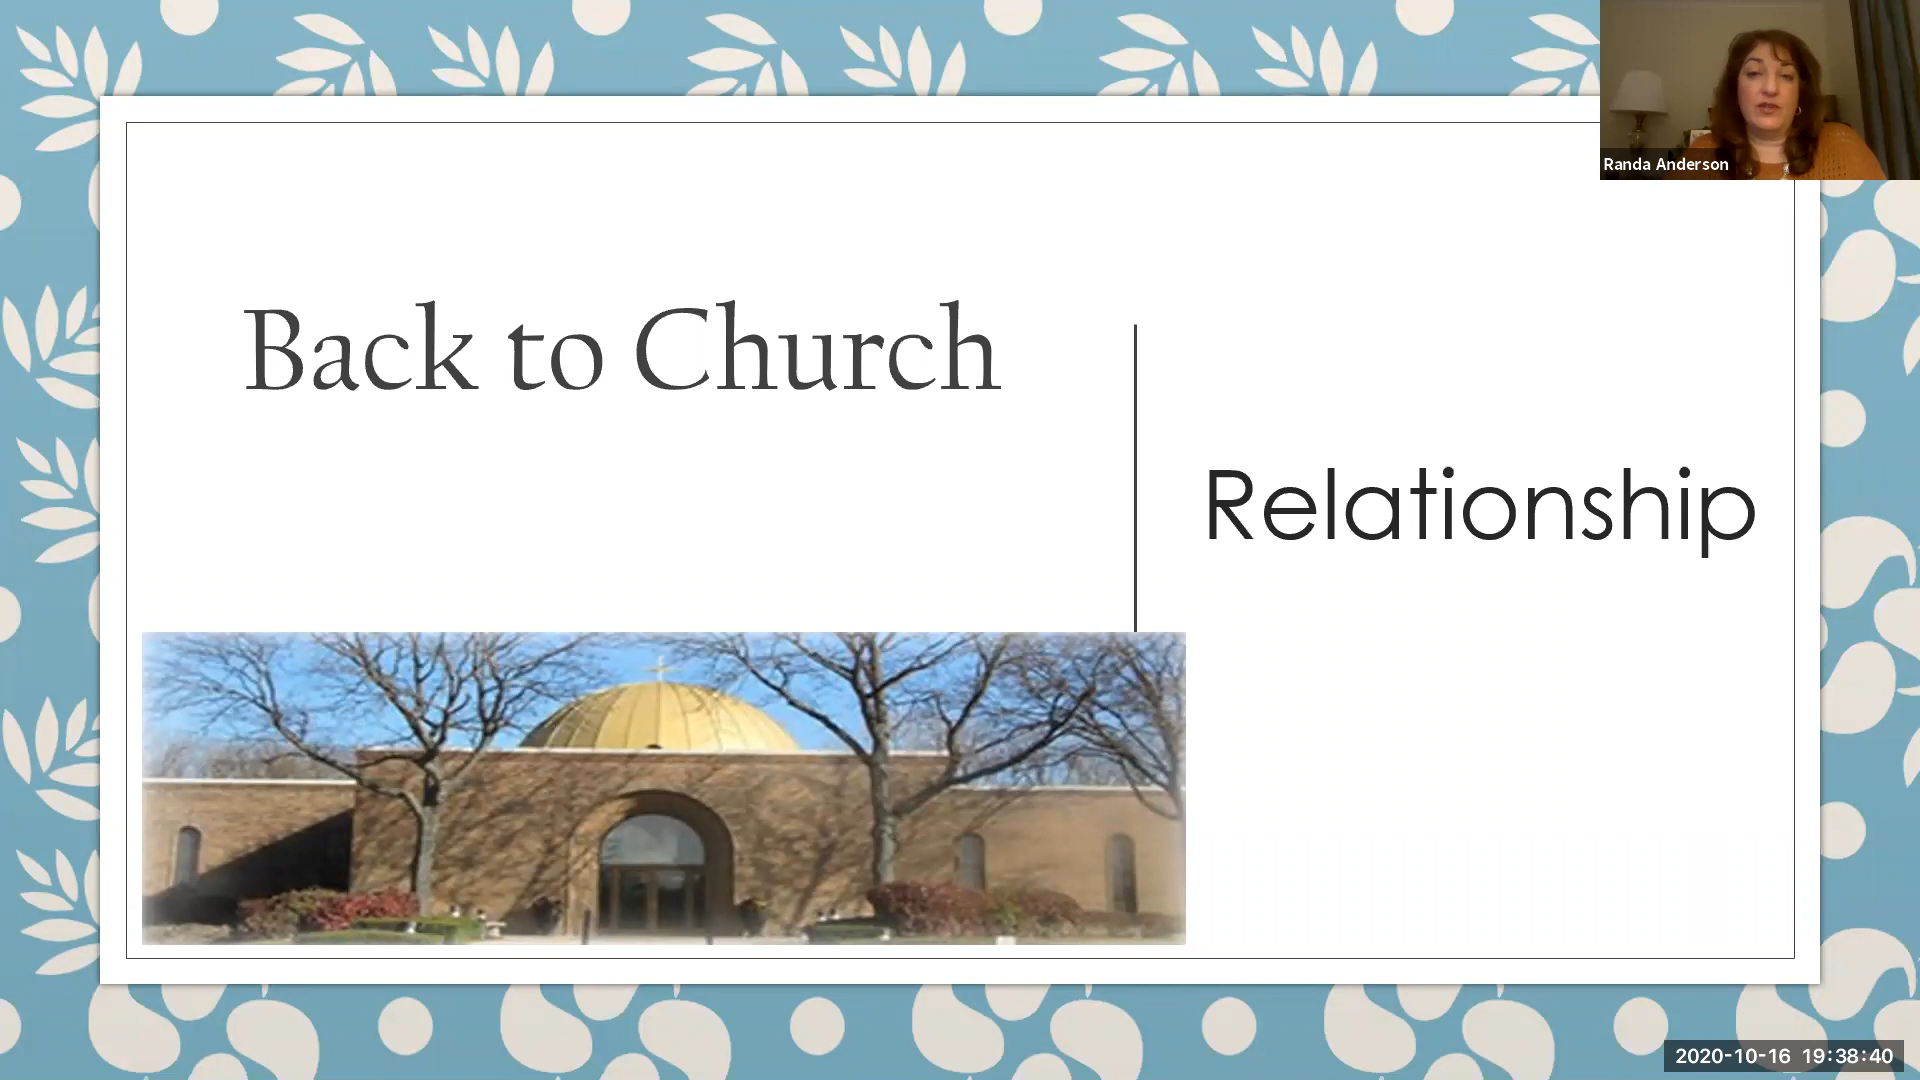 Randa Anderson
Back to Church
Relationship
2020-10-16 19:38:40